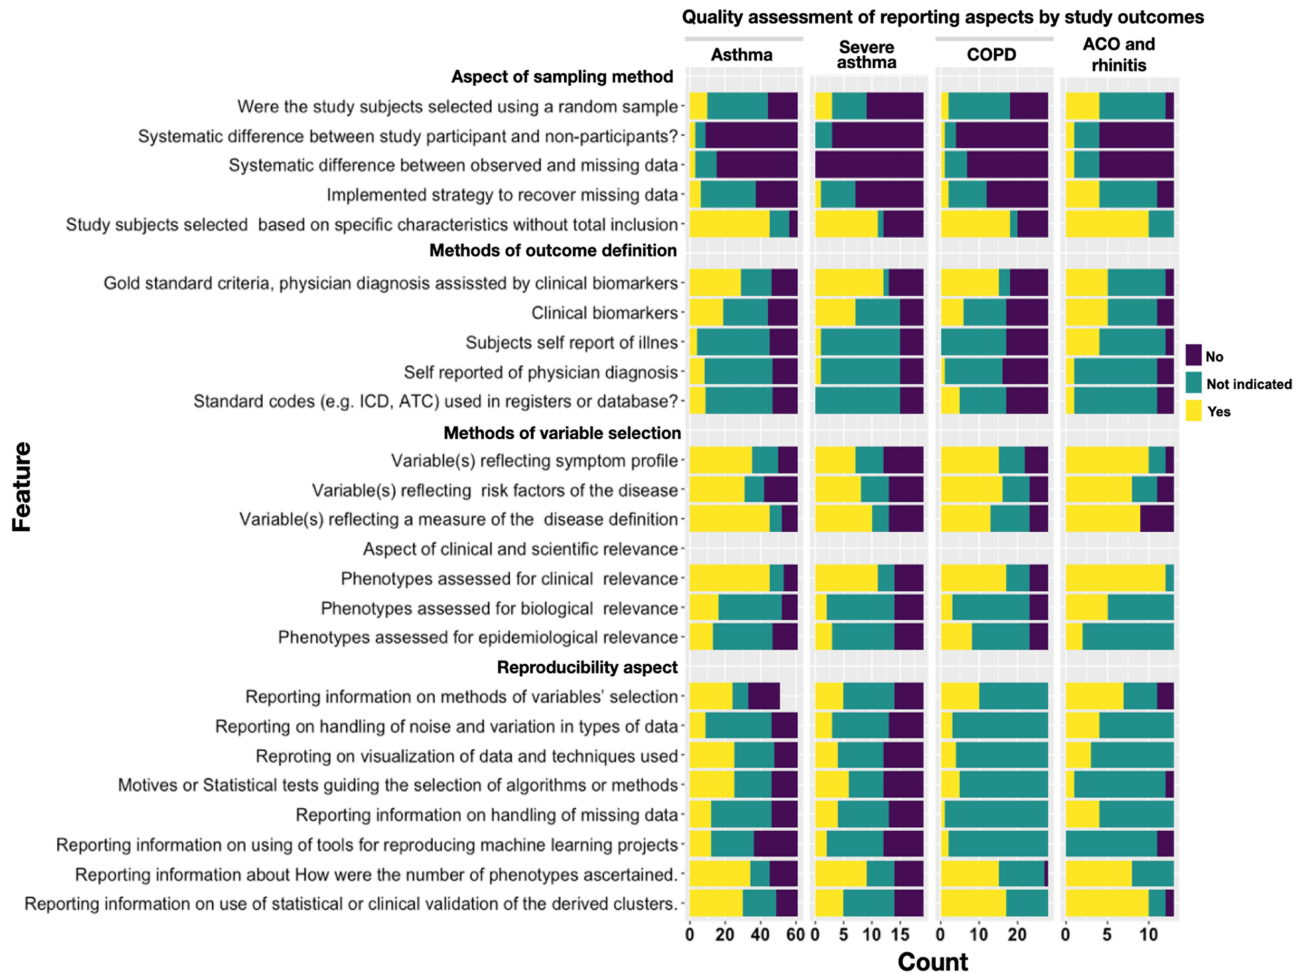 Quality assessment of reporting aspects by study outcomes
Asthma
Severe
asthma
COPD
ACO and
rhinitis
Aspect of sampling method
Were the study subjects selected using a random sample
Systematic difference between study participant and non-participants?
Systematic difference between observed and missing data
Implemented strategy to recover missing data
Study subjects selected based on specific characteristics without total inclusion
Methods of outcome definition
Gold standard criteria, physician diagnosis assissted by clinical biomarkers
Clinical biomarkers
Subjects self report of illnes
Self reported of physician diagnosis
Standard codes (e.g. ICD, ATC) used in registers or database?
Methods of variable selection
Variable(s) reflecting symptom profile
Variable(s) reflecting risk factors of the disease
Variable(s) reflecting a measure of the disease definition
Aspect of clinical and scientific relevance
Phenotypes assessed for clinical relevance
Phenotypes assessed for biological relevance
Phenotypes assessed for epidemiological relevance
Reproducibility aspect
Reporting information on methods of variables' selection
Reporting on handling of noise and variation in types of data
Reproting on visualization of data and techniques used
Motives or Statistical tests guiding the selection of algorithms or methods
Reporting information on handling of missing data
Reporting information on using of tools for reproducing machine learning projects
Reporting information about How were the number of phenotypes ascertained.
Reporting information on use of statistical or clinical validation of the derived clusters.
Feature
No
Not indicated
Yes
0 20 40 60 0 5 10 15 0 10 20 0 5 10
Count